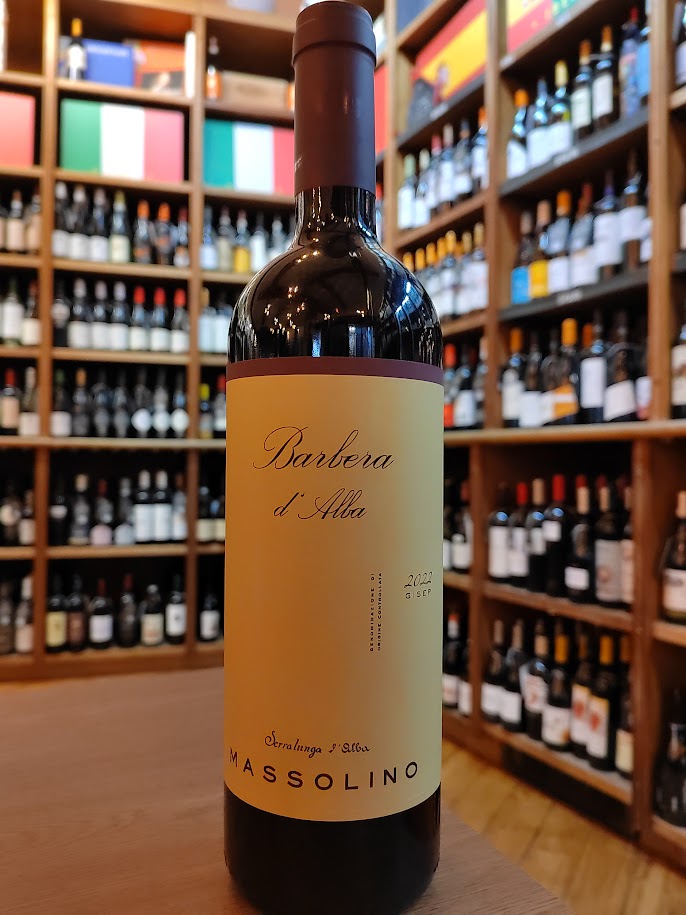 Barbera
d'Alba
DENOMINAZIONE DI
ORIGINE CONTROLLATA
2022
G|SEP
Serralunga d'Alba
MASSOLINO